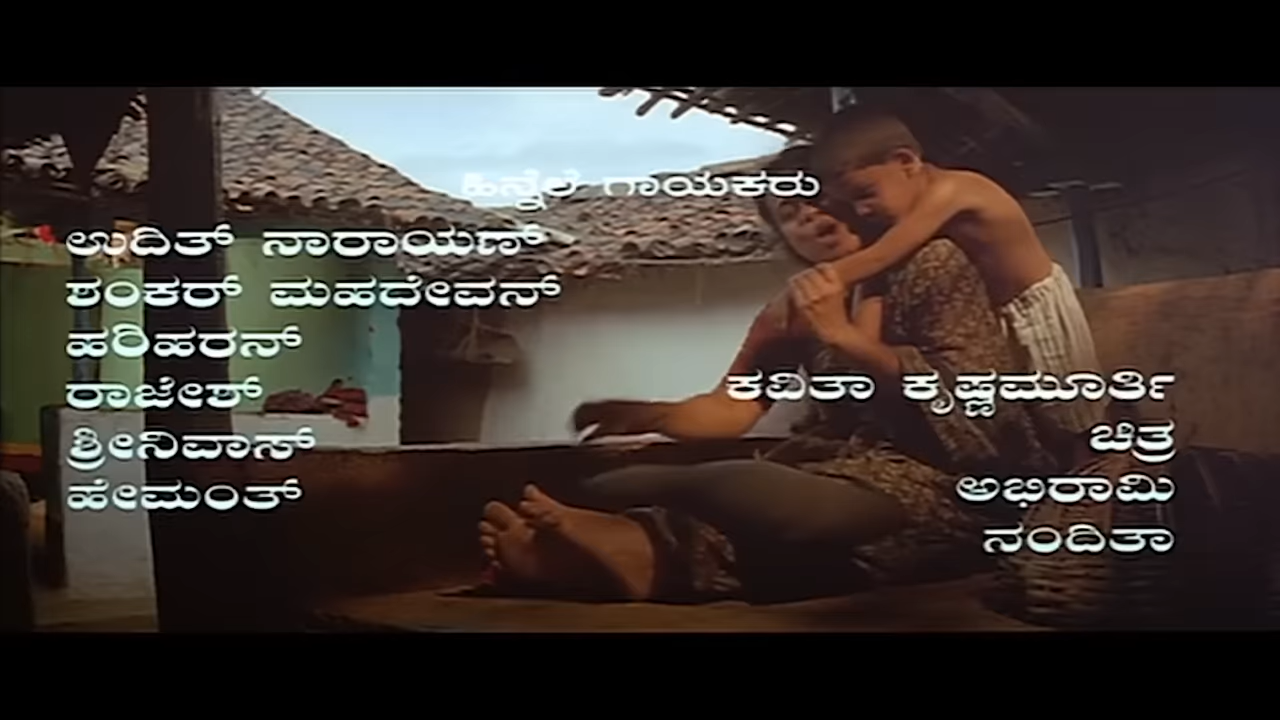 ಹಿನ್ನೆಲೆ ಗಾಯಕರು
ಉದಿತ್ ನಾರಾಯಣ್
ಶಂಕರ್ ಮಹದೇವನ್
ಹರಿಹರನ್
ರಾಜೇಶ್
ಶ್ರೀನಿವಾಸ್
ಹೇಮಂತ್
ಕವಿತಾ ಕೃಷ್ಣಮೂರ್ತಿ
ಚಿತ್ರ
ಅಭಿರಾಮಿ
ನಂದಿತಾ